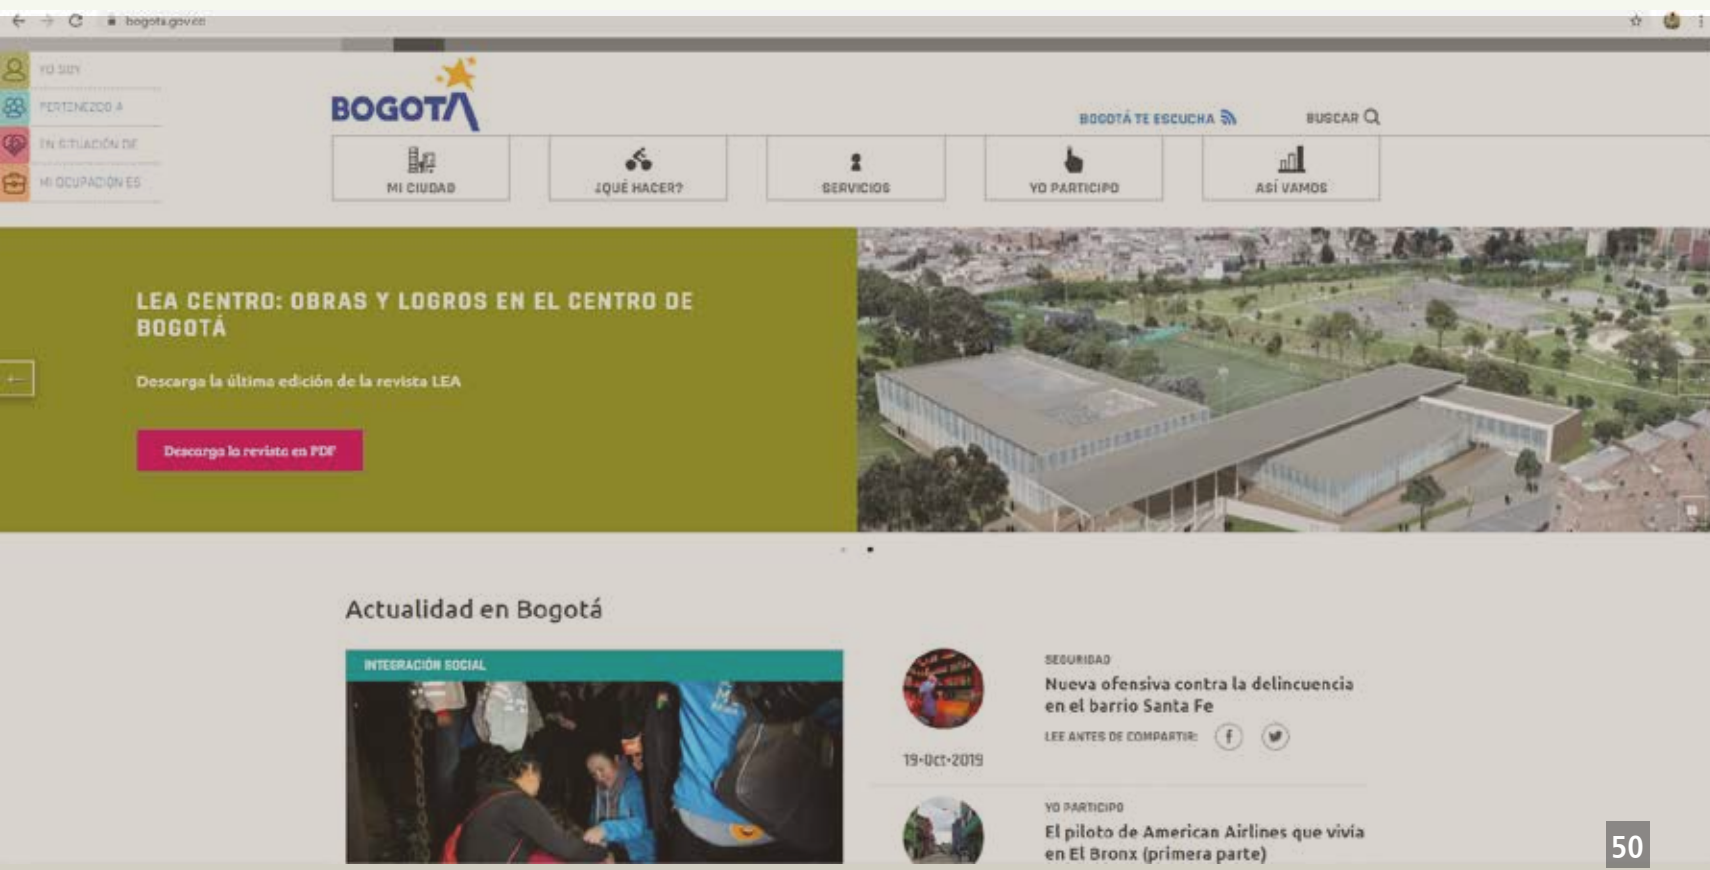 bogota.gov.co
YO SOY
PERTENEZCO A
EN SITUACIÓN DE
MI OCUPACIÓN ES
BOGOTÁ
BOGOTÁ TE ESCUCHA
BUSCAR
MI CIUDAD
¿QUÉ HACER?
SERVICIOS
YO PARTICIPO
ASÍ VAMOS
LEA CENTRO: OBRAS Y LOGROS EN EL CENTRO DE
BOGOTÁ
Descarga la última edición de la revista LEA
Descarga la revista en PDF
Actualidad en Bogotá
INTEGRACIÓN SOCIAL
SEGURIDAD
Nueva ofensiva contra la delincuencia
en el barrio Santa Fe
LEE ANTES DE COMPARTIR:
19-Oct-2019
YO PARTICIPO
El piloto de American Airlines que vivía
en El Bronx (primera parte)
50